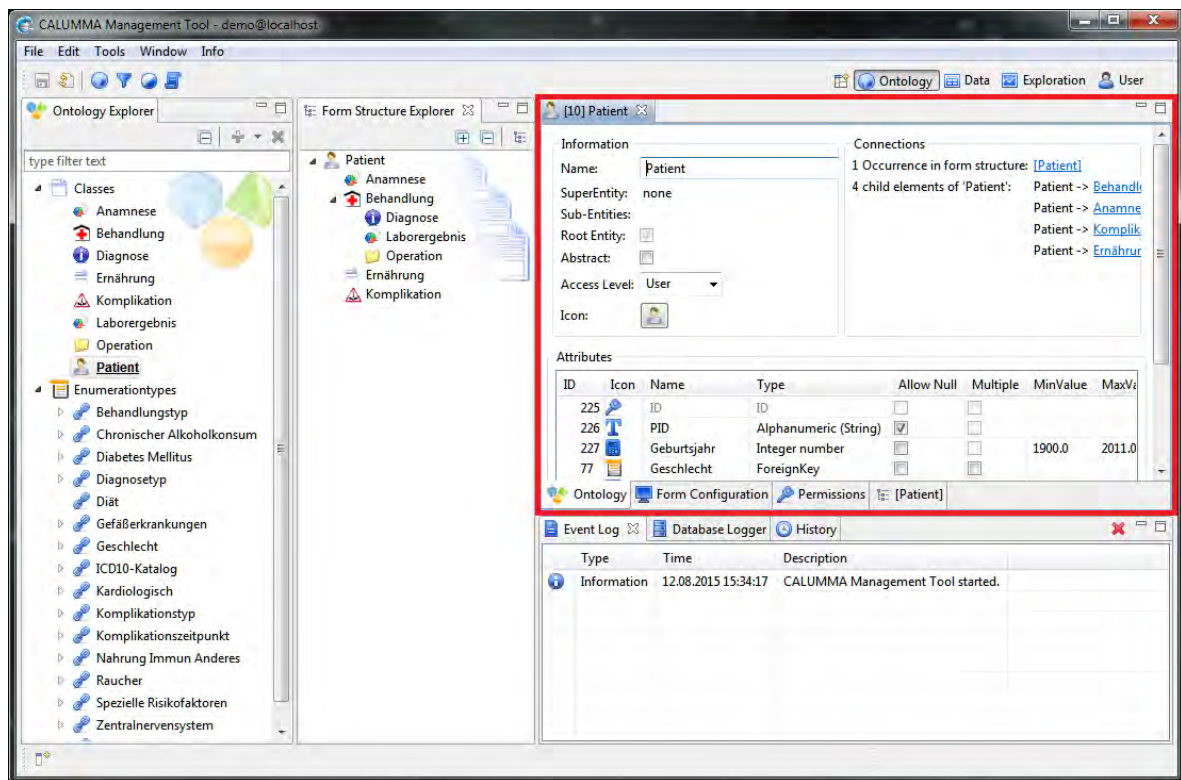 CALUMMA Management Tool - demo@localhost
File Edit Tools Window Info
Ontology Data Exploration User
Ontology Explorer
type filter text
Classes
Anamnese
Behandlung
Diagnose
Ernährung
Komplikation
Laborergebnis
Operation
Patient
Enumerationtypes
Behandlungstyp
Chronischer Alkoholkonsum
Diabetes Mellitus
Diagnosetyp
Diät
Gefäßerkrankungen
Geschlecht
ICD10-Katalog
Kardiologisch
Komplikationstyp
Komplikationszeitpunkt
Nahrung Immun Anderes
Raucher
Spezielle Risikofaktoren
Zentralnervensystem
Form Structure Explorer
Patient
Anamnese
Behandlung
Diagnose
Laborergebnis
Operation
Ernährung
Komplikation
[10] Patient
Information
Name: Patient
SuperEntity: none
Sub-Entities:
Root Entity:
Abstract:
Access Level: User
Icon:
Connections
1 Occurrence in form structure: [Patient]
4 child elements of 'Patient': Patient -> Behandlu
Patient -> Anamne
Patient -> Komplik
Patient -> Ernährur
Attributes
ID Icon Name Type Allow Null Multiple MinValue MaxVa
225 ID ID
226 PID Alphanumeric (String)
227 Geburtsjahr Integer number 1900.0 2011.0
77 Geschlecht ForeignKey
Ontology Form Configuration Permissions [Patient]
Event Log Database Logger History
Type Time Description
Information 12.08.2015 15:34:17 CALUMMA Management Tool started.